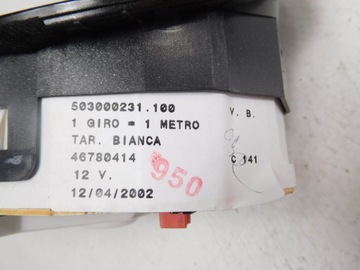 503000231.100
1 GIRO = 1 METRO
TAR. BIANCA
46780414
12 V.
12/04/2002
950
V. B.
C 141